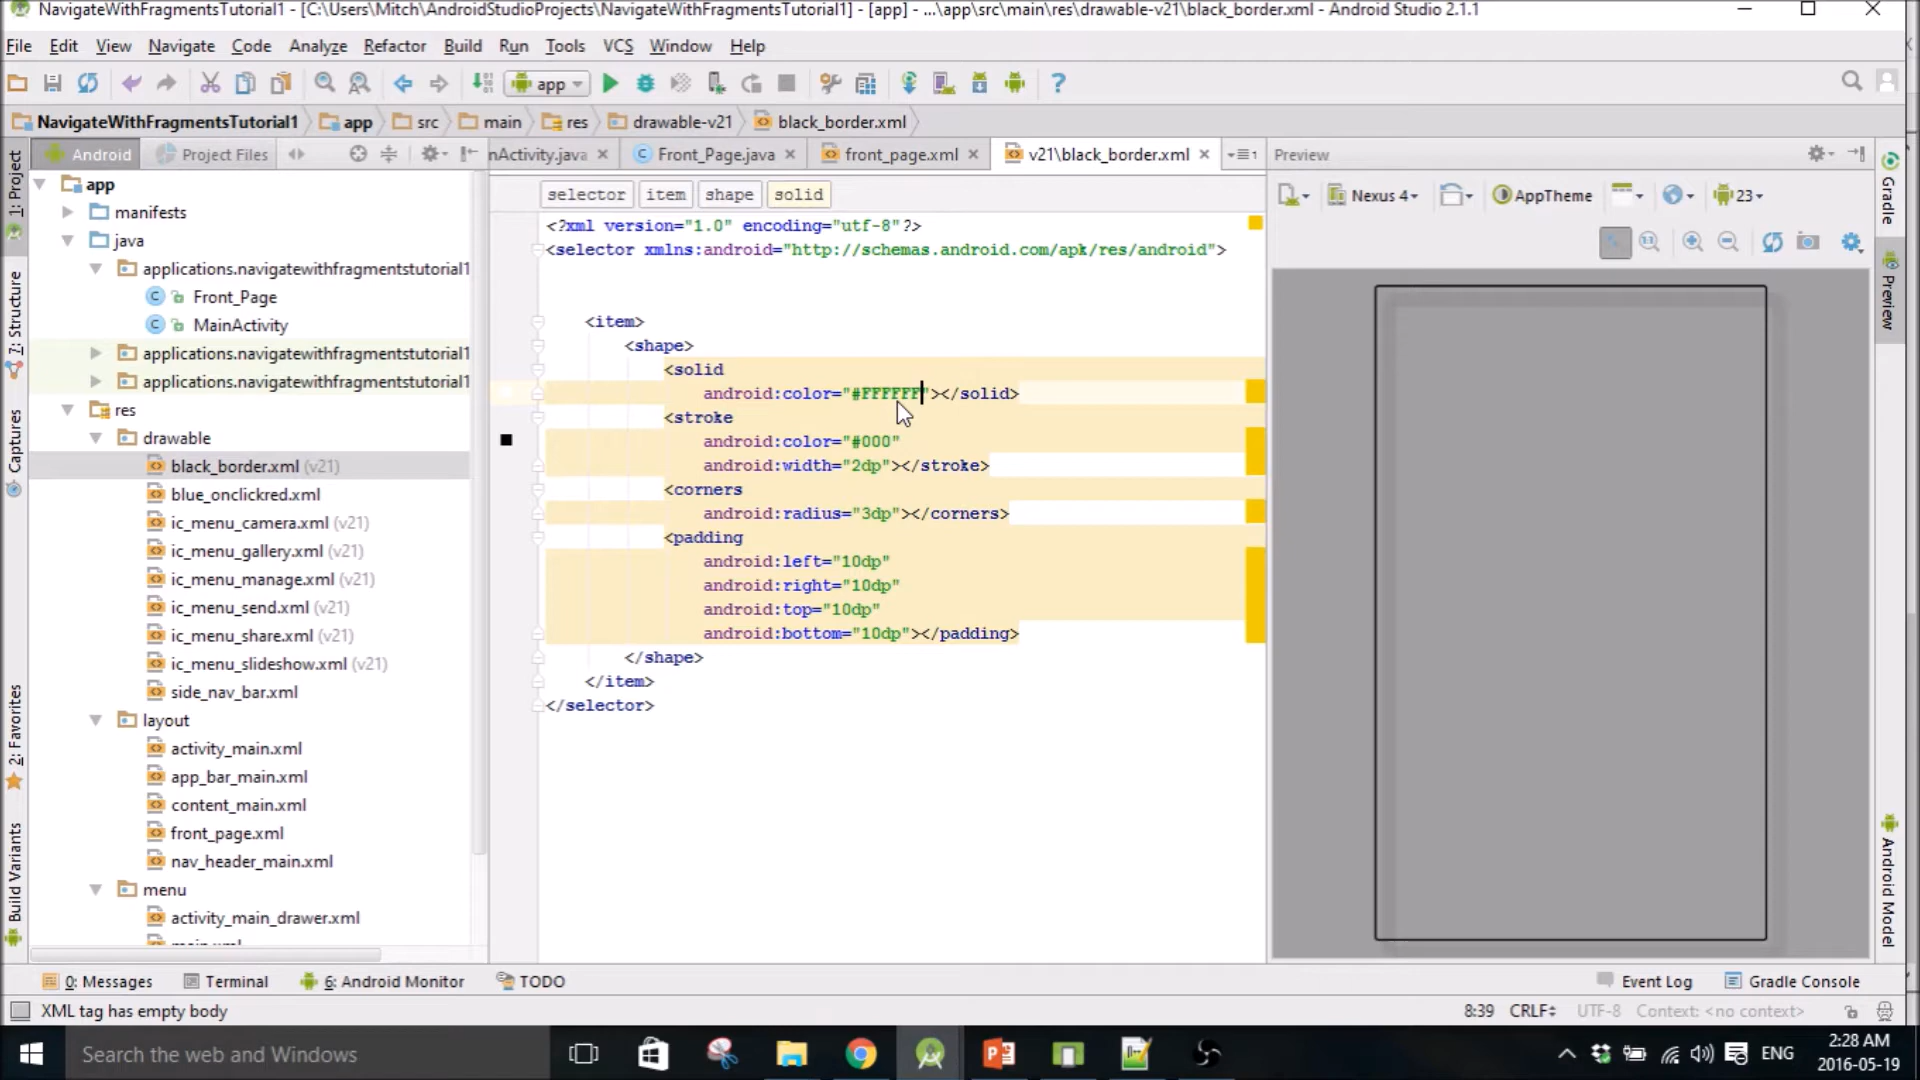 NavigateWithFragmentsTutorial1 - [C:\Users\Mitch\AndroidStudioProjects\NavigateWithFragmentsTutorial1] - [app] - ...\app\src\main\res\drawable-v21\black_border.xml - Android Studio 2.1.1
File Edit View Navigate Code Analyze Refactor Build Run Tools VCS Window Help
app
NavigateWithFragmentsTutorial1 app src main res drawable-v21 black_border.xml
Android Project Files
nActivity.java Front_Page.java front_page.xml v21\black_border.xml
Preview
1: Project
7: Structure
Captures
2: Favorites
Build Variants
app
manifests
java
applications.navigatewithfragmentstutorial1
Front_Page
MainActivity
applications.navigatewithfragmentstutorial1
applications.navigatewithfragmentstutorial1
res
drawable
black_border.xml (v21)
blue_onclickred.xml
ic_menu_camera.xml (v21)
ic_menu_gallery.xml (v21)
ic_menu_manage.xml (v21)
ic_menu_send.xml (v21)
ic_menu_share.xml (v21)
ic_menu_slideshow.xml (v21)
side_nav_bar.xml
layout
activity_main.xml
app_bar_main.xml
content_main.xml
front_page.xml
nav_header_main.xml
menu
activity_main_drawer.xml
selector item shape solid
<?xml version="1.0" encoding="utf-8"?>
<selector xmlns:android="http://schemas.android.com/apk/res/android">
<item>
<shape>
<solid
android:color="#FFFFFF"></solid>
<stroke
android:color="#000"
android:width="2dp"></stroke>
<corners
android:radius="3dp"></corners>
<padding
android:left="10dp"
android:right="10dp"
android:top="10dp"
android:bottom="10dp"></padding>
</shape>
</item>
</selector>
Nexus 4 AppTheme 23
Gradle
Preview
Android Model
0: Messages Terminal 6: Android Monitor TODO Event Log Gradle Console
XML tag has empty body 8:39 CRLF UTF-8 Context: <no context>
Search the web and Windows
ENG
2:28 AM
2016-05-19